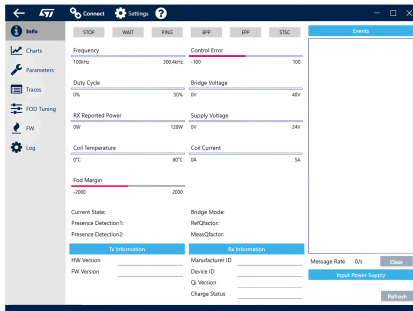 Connect Settings
Info
Charts
Parameters
Traces
FOD Tuning
FW
Log
STOP WAIT PING BPP EPP STSC
Frequency Control Error
100kHz 300,4kHz -100 100
Duty Cycle Bridge Voltage
0% 50% 0V 40V
RX Reported Power Supply Voltage
0W 120W 0V 24V
Coil Temperature Coil Current
0°C 80°C 0A 5A
Fod Margin
-2000 2000
Current State: Bridge Mode:
Presence Detection1: RefQfactor:
Presence Detection2: MeasQfactor:
Tx Information Rx Information
HW Version Manufacturer ID
FW Version Device ID
Qi Version
Charge Status
Events
Message Rate 0/s Clear
Input Power Supply
Refresh